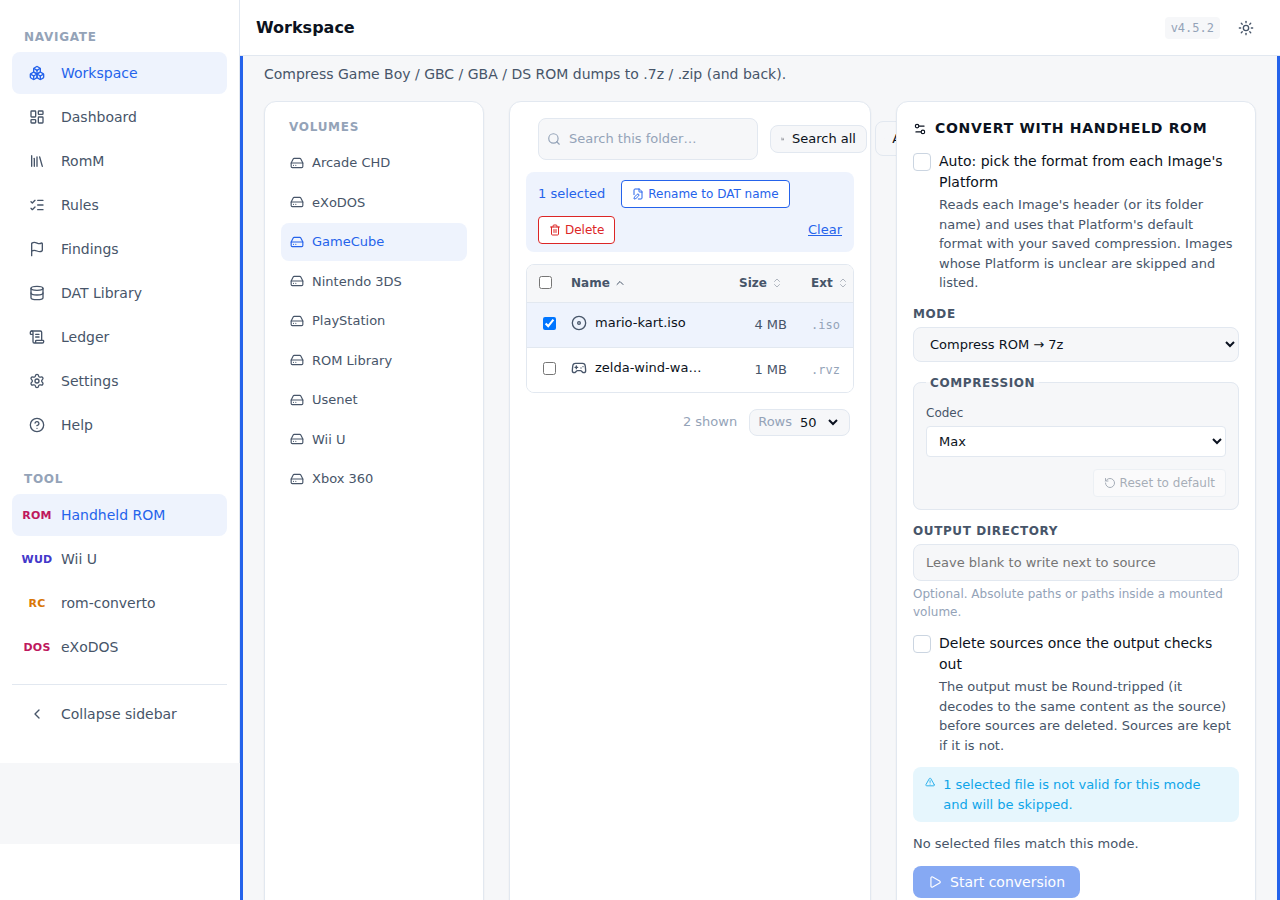 NAVIGATE
Workspace
Dashboard
RomM
Rules
Findings
DAT Library
Ledger
Settings
Help
TOOL
ROM Handheld ROM
WUD Wii U
RC rom-converto
DOS eXoDOS
Collapse sidebar
Workspace
v4.5.2
Compress Game Boy / GBC / GBA / DS ROM dumps to .7z / .zip (and back).
VOLUMES
Arcade CHD
eXoDOS
GameCube
Nintendo 3DS
PlayStation
ROM Library
Usenet
Wii U
Xbox 360
Search this folder…
Search all
1 selected
Rename to DAT name
Delete
Clear
Name Size Ext
mario-kart.iso 4 MB .iso
zelda-wind-wa… 1 MB .rvz
2 shown Rows 50
CONVERT WITH HANDHELD ROM
Auto: pick the format from each Image's
Platform
Reads each Image's header (or its folder
name) and uses that Platform's default
format with your saved compression. Images
whose Platform is unclear are skipped and
listed.
MODE
Compress ROM → 7z
COMPRESSION
Codec
Max
Reset to default
OUTPUT DIRECTORY
Leave blank to write next to source
Optional. Absolute paths or paths inside a mounted
volume.
Delete sources once the output checks
out
The output must be Round-tripped (it
decodes to the same content as the source)
before sources are deleted. Sources are kept
if it is not.
1 selected file is not valid for this mode
and will be skipped.
No selected files match this mode.
Start conversion